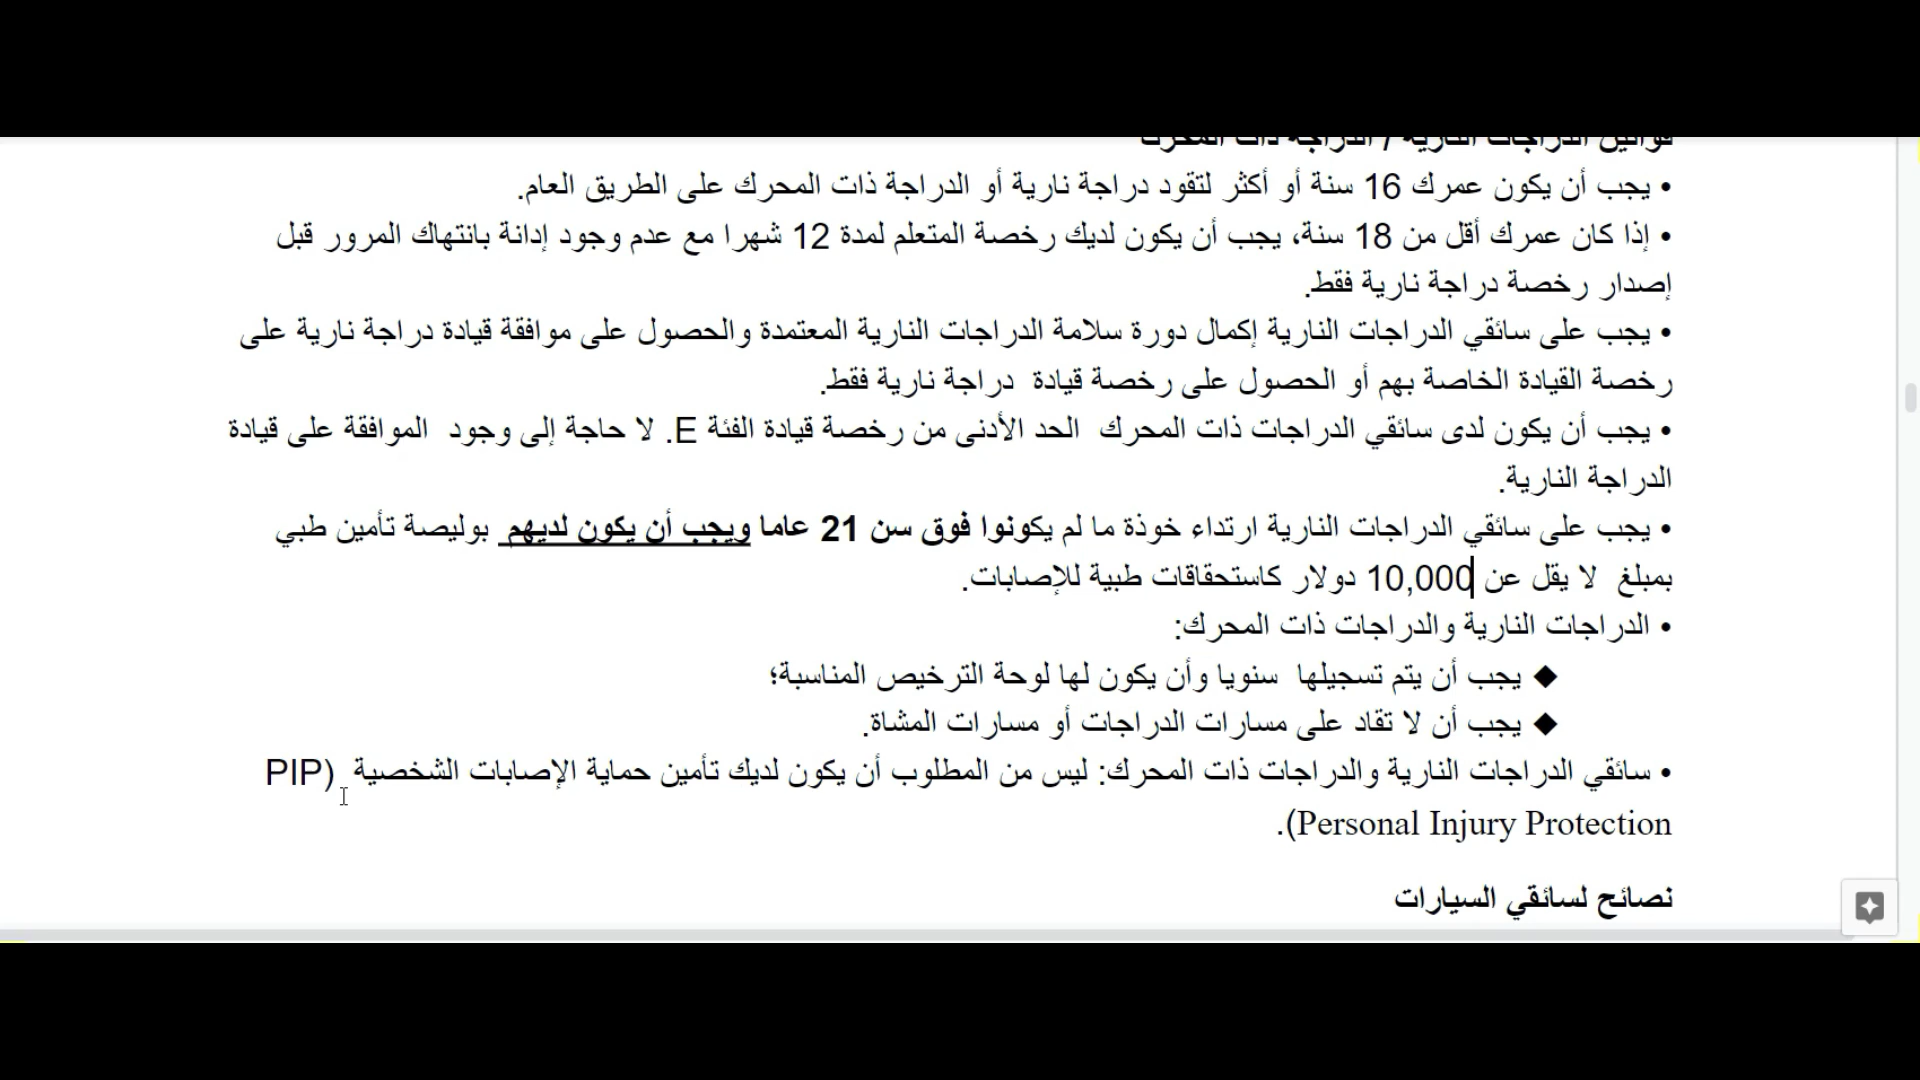 قوانين الدراجات النارية / الدراجة ذات المحرك
• يجب أن يكون عمرك 16 سنة أو أكثر لتقود دراجة نارية أو الدراجة ذات المحرك على الطريق العام.
• إذا كان عمرك أقل من 18 سنة، يجب أن يكون لديك رخصة المتعلم لمدة 12 شهرا مع عدم وجود إدانة بانتهاك المرور قبل
إصدار رخصة دراجة نارية فقط.
• يجب على سائقي الدراجات النارية إكمال دورة سلامة الدراجات النارية المعتمدة والحصول على موافقة قيادة دراجة نارية على
رخصة القيادة الخاصة بهم أو الحصول على رخصة قيادة دراجة نارية فقط.
• يجب أن يكون لدى سائقي الدراجات ذات المحرك الحد الأدنى من رخصة قيادة الفئة E. لا حاجة إلى وجود الموافقة على قيادة
الدراجة النارية.
• يجب على سائقي الدراجات النارية ارتداء خوذة ما لم يكونوا فوق سن 21 عاما ويجب أن يكون لديهم بوليصة تأمين طبي
بمبلغ لا يقل عن 10,000 دولار كاستحقاقات طبية للإصابات.
• الدراجات النارية والدراجات ذات المحرك:
◆ يجب أن يتم تسجيلها سنويا وأن يكون لها لوحة الترخيص المناسبة؛
◆ يجب أن لا تقاد على مسارات الدراجات أو مسارات المشاة.
• سائقي الدراجات النارية والدراجات ذات المحرك: ليس من المطلوب أن يكون لديك تأمين حماية الإصابات الشخصية (PIP
Personal Injury Protection).
نصائح لسائقي السيارات